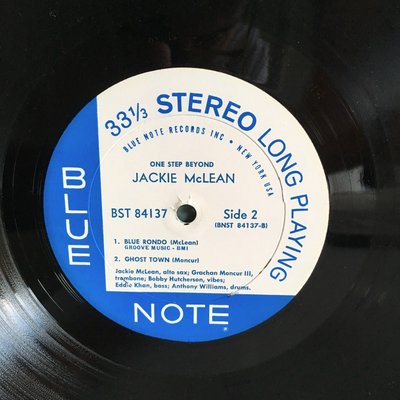 33 1/3 STEREO LONG PLAYING
BLUE NOTE RECORDS INC • NEW YORK USA
ONE STEP BEYOND
JACKIE McLEAN
BST 84137
Side 2
(BNST 84137-B)
1. BLUE RONDO (McLean)
GROOVE MUSIC - BMI
2. GHOST TOWN (Moncur)
Jackie McLean, alto sax; Grachan Moncur III,
trombone; Bobby Hutcherson, vibes;
Eddie Khan, bass; Anthony Williams, drums.
BLUE
NOTE